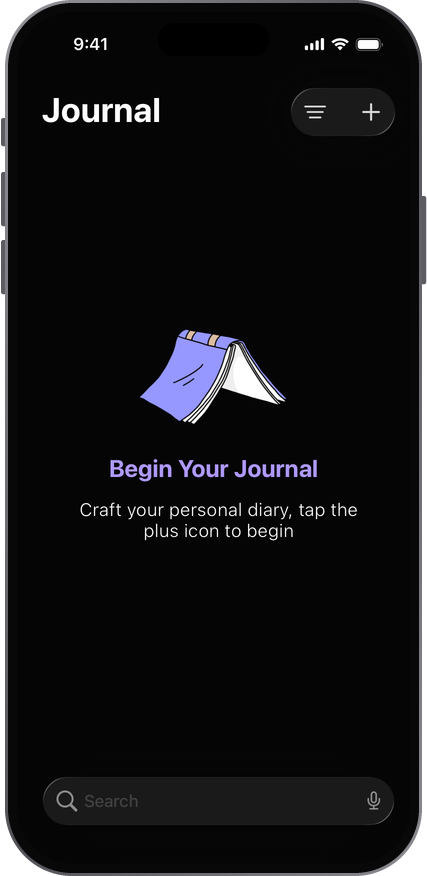 9:41
Journal
Begin Your Journal
Craft your personal diary, tap the
plus icon to begin
Search